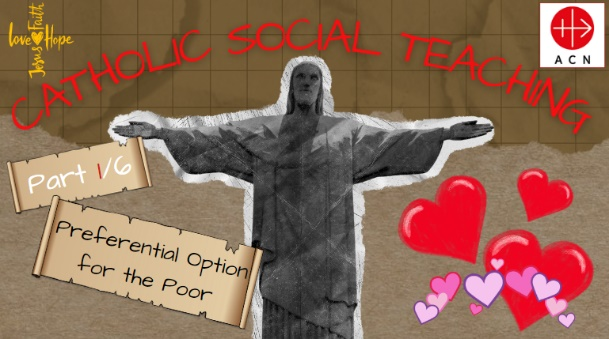 Faith
Love Hope
Jesus
CATHOLIC SOCIAL TEACHING
ACN
Part 1/6
Preferential Option
for the Poor